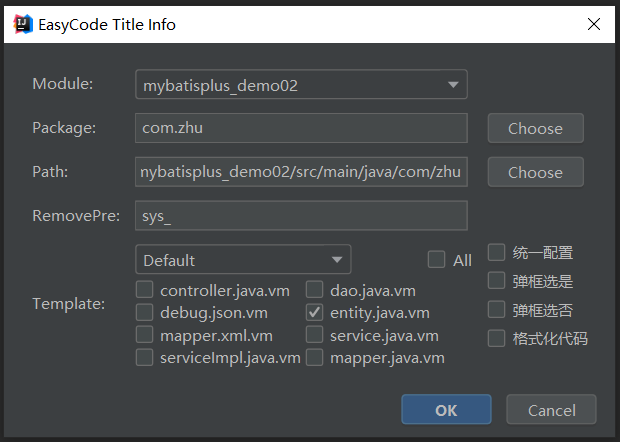 EasyCode Title Info
Module: mybatisplus_demo02
Package: com.zhu Choose
Path: nybatisplus_demo02/src/main/java/com/zhu Choose
RemovePre: sys_
Default All 统一配置
弹框选是
Template: controller.java.vm dao.java.vm
debug.json.vm entity.java.vm 弹框选否
mapper.xml.vm service.java.vm 格式化代码
serviceImpl.java.vm mapper.java.vm
OK Cancel